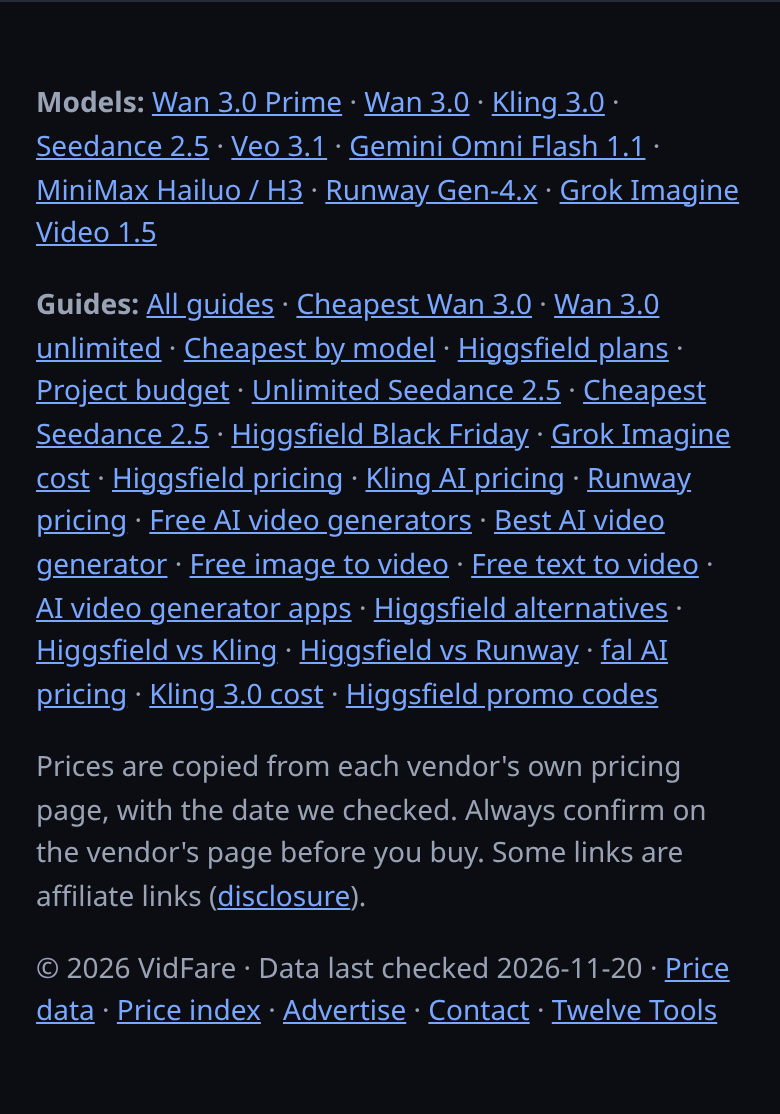 Models: Wan 3.0 Prime · Wan 3.0 · Kling 3.0 ·
Seedance 2.5 · Veo 3.1 · Gemini Omni Flash 1.1 ·
MiniMax Hailuo / H3 · Runway Gen-4.x · Grok Imagine
Video 1.5
Guides: All guides · Cheapest Wan 3.0 · Wan 3.0
unlimited · Cheapest by model · Higgsfield plans ·
Project budget · Unlimited Seedance 2.5 · Cheapest
Seedance 2.5 · Higgsfield Black Friday · Grok Imagine
cost · Higgsfield pricing · Kling AI pricing · Runway
pricing · Free AI video generators · Best AI video
generator · Free image to video · Free text to video ·
AI video generator apps · Higgsfield alternatives ·
Higgsfield vs Kling · Higgsfield vs Runway · fal AI
pricing · Kling 3.0 cost · Higgsfield promo codes
Prices are copied from each vendor's own pricing
page, with the date we checked. Always confirm on
the vendor's page before you buy. Some links are
affiliate links (disclosure).
© 2026 VidFare · Data last checked 2026-11-20 · Price
data · Price index · Advertise · Contact · Twelve Tools